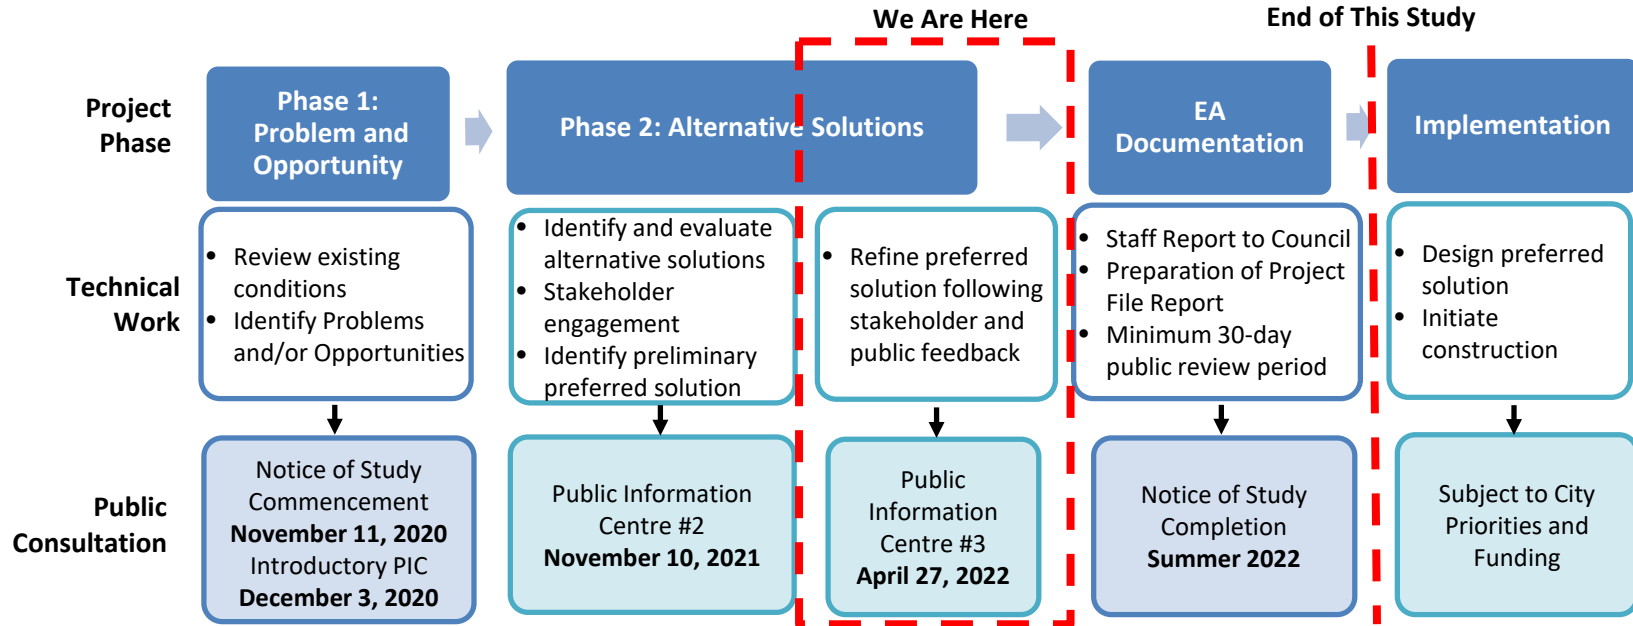 We Are Here
End of This Study
Project
Phase
Phase 1:
Problem and
Opportunity
Phase 2: Alternative Solutions
EA
Documentation
Implementation
Technical
Work
• Review existing
conditions
• Identify Problems
and/or Opportunities
• Identify and evaluate
alternative solutions
• Stakeholder
engagement
• Identify preliminary
preferred solution
• Refine preferred
solution following
stakeholder and
public feedback
• Staff Report to Council
• Preparation of Project
File Report
• Minimum 30-day
public review period
• Design preferred
solution
• Initiate
construction
Public
Consultation
Notice of Study
Commencement
November 11, 2020
Introductory PIC
December 3, 2020
Public Information
Centre #2
November 10, 2021
Public
Information
Centre #3
April 27, 2022
Notice of Study
Completion
Summer 2022
Subject to City
Priorities and
Funding